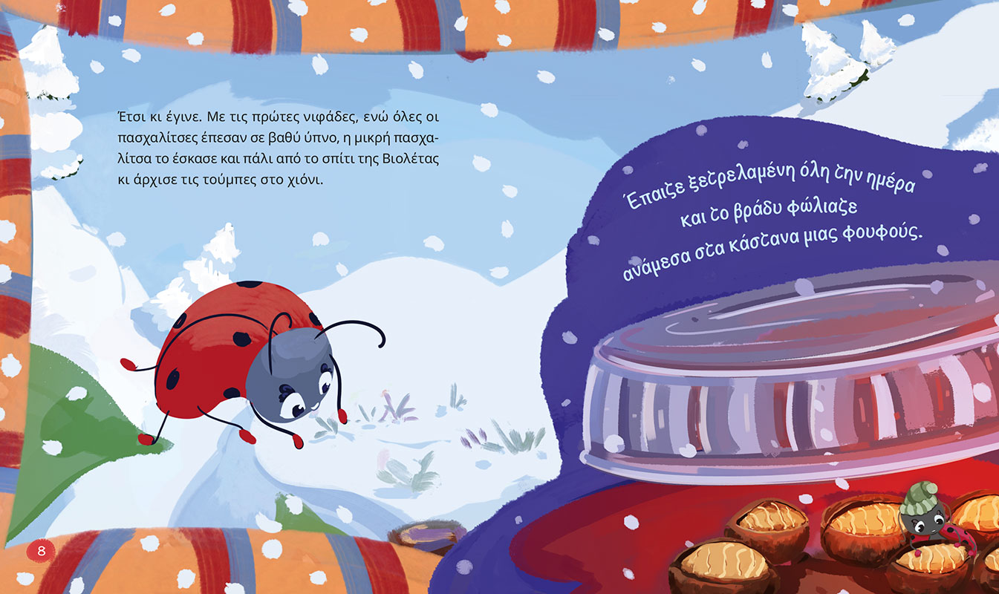 Έτσι κι έγινε. Με τις πρώτες νιφάδες, ενώ όλες οι
πασχαλίτσες έπεσαν σε βαθύ ύπνο, η μικρή πασχα-
λίτσα το έσκασε και πάλι από το σπίτι της Βιολέτας
κι άρχισε τις τούμπες στο χιόνι.
Έπαιζε ξετρελαμένη όλη την ημέρα
και το βράδυ φώλιαζε
ανάμεσα στα κάστανα μιας φουφούς.
8